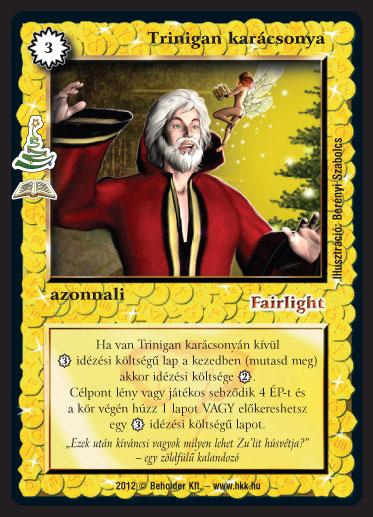 Trinigan karácsonya
3
Illusztráció: Berényi Szabolcs
azonnali
Fairlight
Ha van Trinigan karácsonyán kívül
3 idézési költségű lap a kezedben (mutasd meg)
akkor idézési költsége 2.
Célpont lény vagy játékos sebződik 4 ÉP-t és
a kör végén húzz 1 lapot VAGY előkereshetsz
egy 3 idézési költségű lapot.
„Ezek után kíváncsi vagyok milyen lehet Zu'lit húsvétja?"
– egy zöldfülű kalandozó
2012 © Beholder Kft. – www.hkk.hu